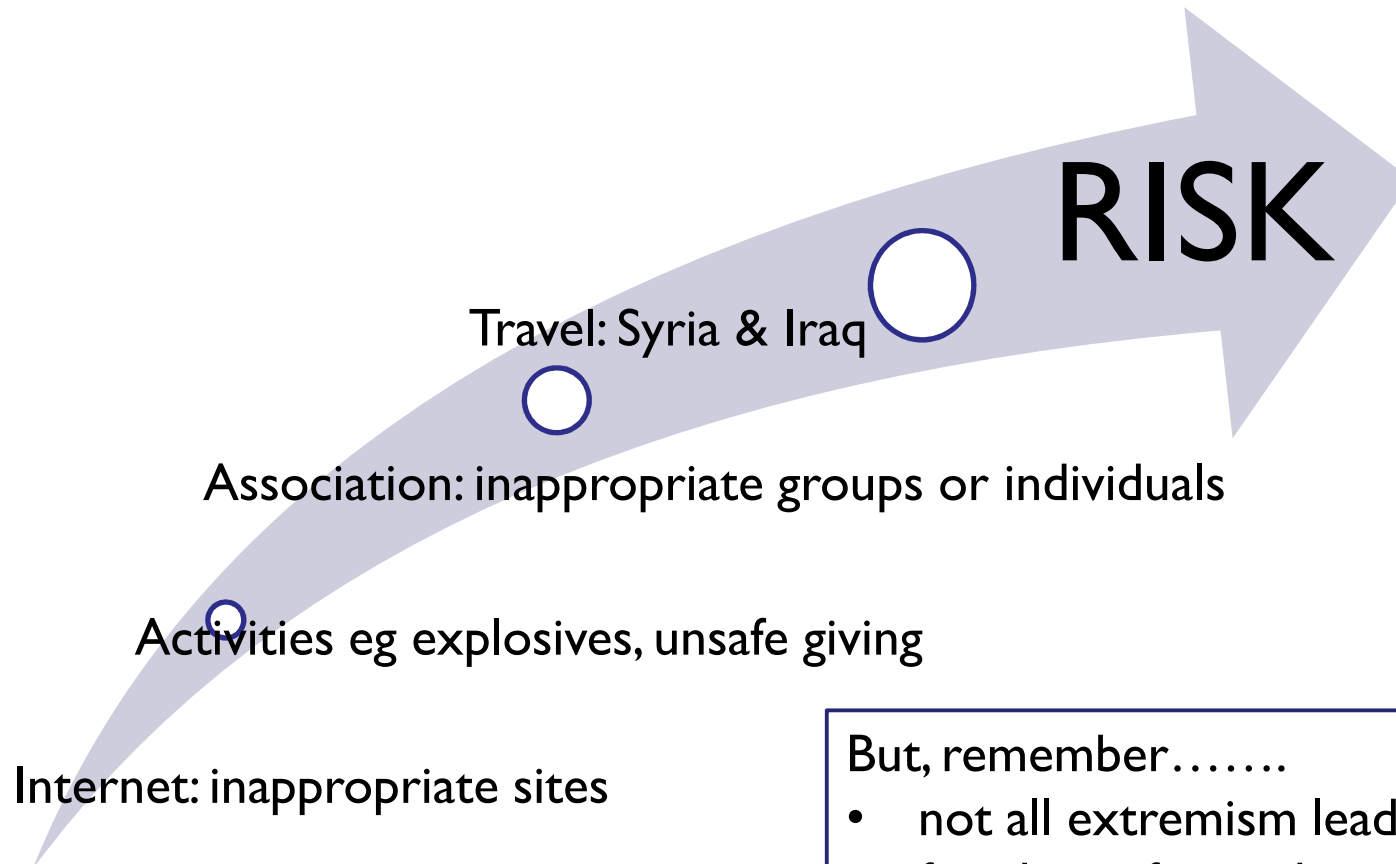 RISK
Travel: Syria & Iraq
Association: inappropriate groups or individuals
Activities eg explosives, unsafe giving
Internet: inappropriate sites
But, remember…….
• not all extremism lead